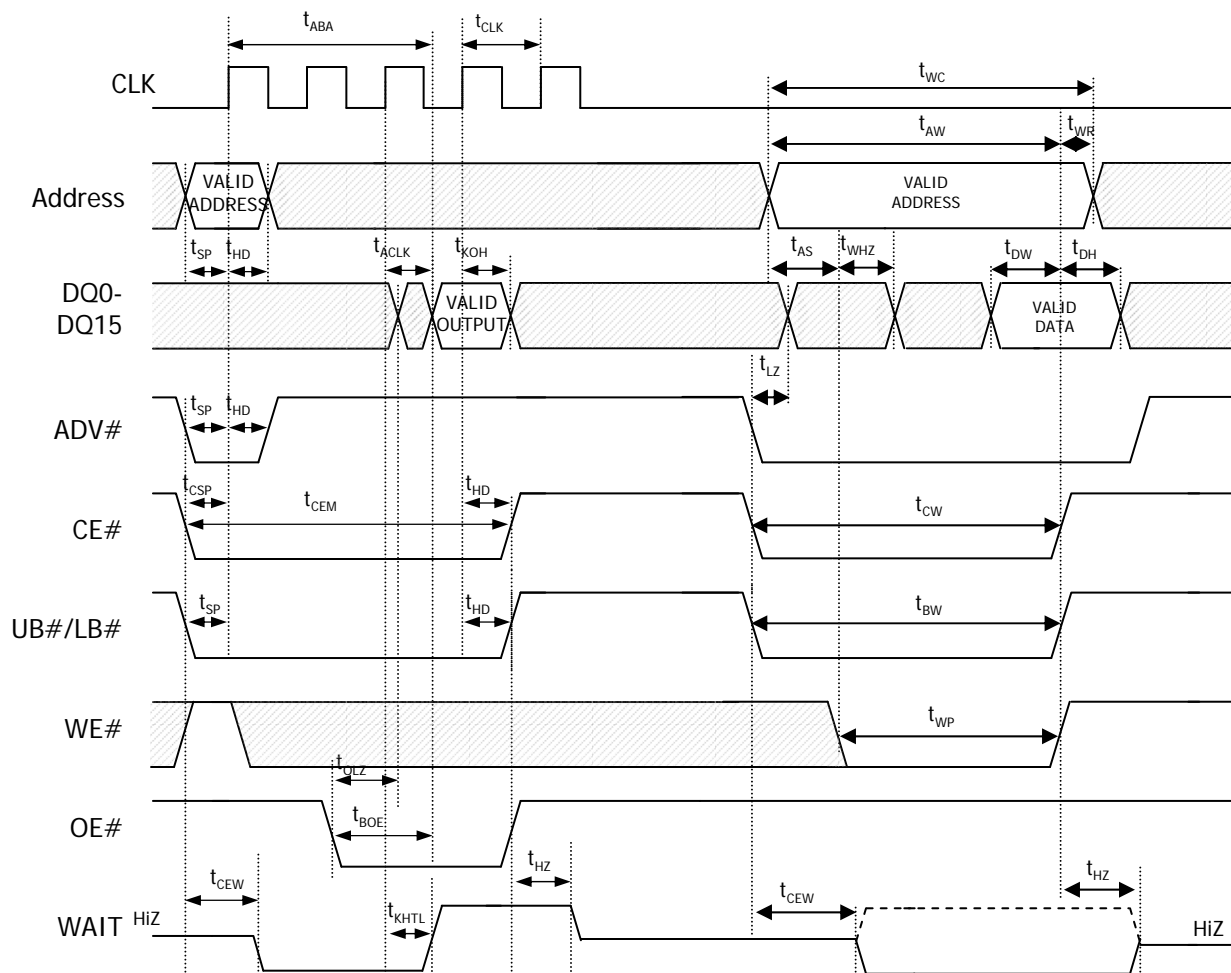 tABA
tCLK
CLK
tWC
tAW
tWR
Address
VALID
ADDRESS
VALID
ADDRESS
tSP
tHD
tACLK
tKOH
tAS
tWHZ
tDW
tDH
DQ0-
DQ15
VALID
OUTPUT
VALID
DATA
tLZ
ADV#
tSP
tHD
CE#
tCSP
tCEM
tHD
tCW
UB#/LB#
tSP
tHD
tBW
WE#
tWP
tOLZ
OE#
tBOE
tCEW
tHZ
tCEW
tHZ
WAIT
HiZ
tKHTL
HiZ